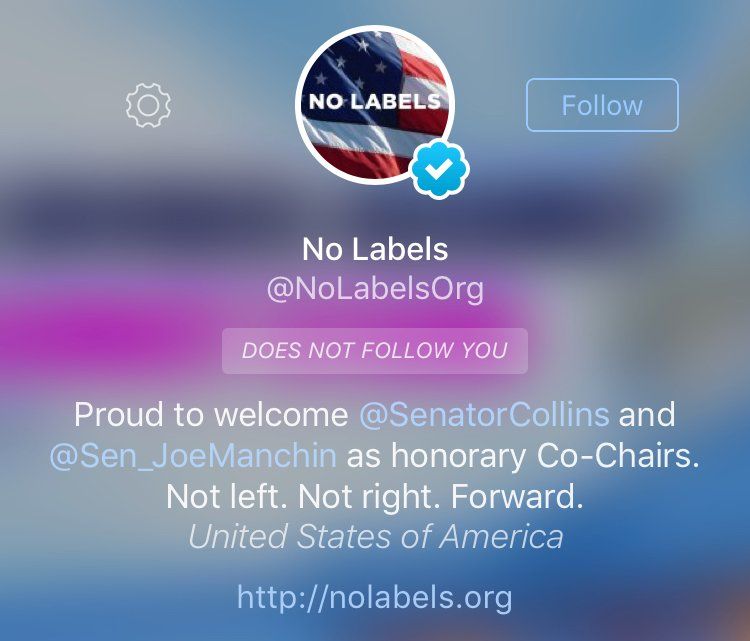 NO LABELS
Follow
No Labels
@NoLabelsOrg
DOES NOT FOLLOW YOU
Proud to welcome @SenatorCollins and
@Sen_JoeManchin as honorary Co-Chairs.
Not left. Not right. Forward.
United States of America
http://nolabels.org